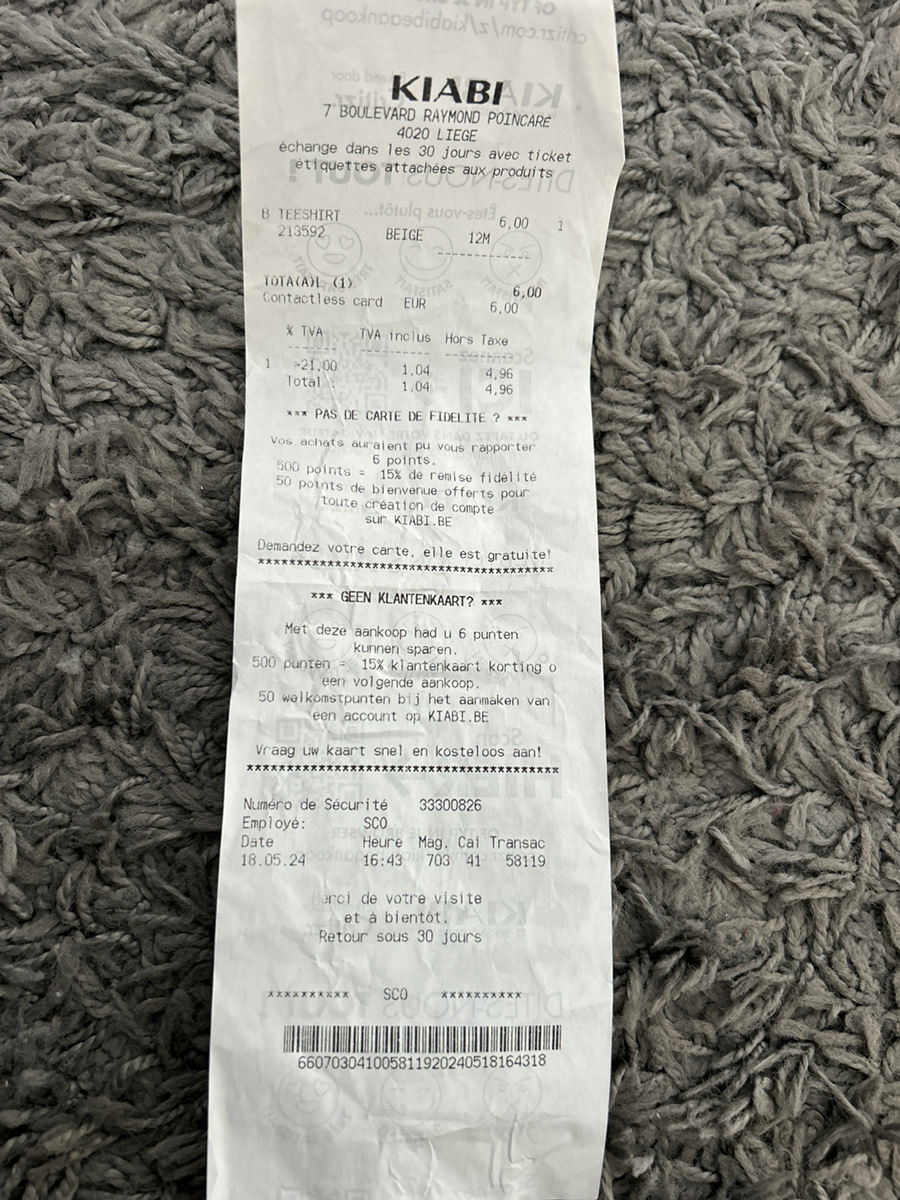 KIABI
7 BOULEVARD RAYMOND POINCARE
4020 LIEGE
échange dans les 30 jours avec ticket
étiquettes attachées aux produits
B TEESHIRT 6,00 1
213592 BEIGE 12M
--------------
TOTA(A)L (1) 6,00
Contactless card EUR 6,00
% TVA TVA inclus Hors Taxe
------- ---------- ----------
1 >21,00 1,04 4,96
Total : 1,04 4,96
*** PAS DE CARTE DE FIDELITE ? ***
Vos achats auraient pu vous rapporter
6 points.
500 points = 15% de remise fidélité
50 points de bienvenue offerts pour
toute création de compte
sur KIABI.BE
Demandez votre carte, elle est gratuite!
****************************************
*** GEEN KLANTENKAART? ***
Met deze aankoop had u 6 punten
kunnen sparen.
500 punten = 15% klantenkaart korting o
een volgende aankoop.
50 welkomstpunten bij het aanmaken van
een account op KIABI.BE
Vraag uw kaart snel en kosteloos aan!
****************************************
Numéro de Sécurité 33300826
Employé: SCO
Date Heure Mag. Cai Transac
18.05.24 16:43 703 41 58119
Merci de votre visite
et à bientôt.
Retour sous 30 jours
********** SCO **********
6607030410058119202405181643​18